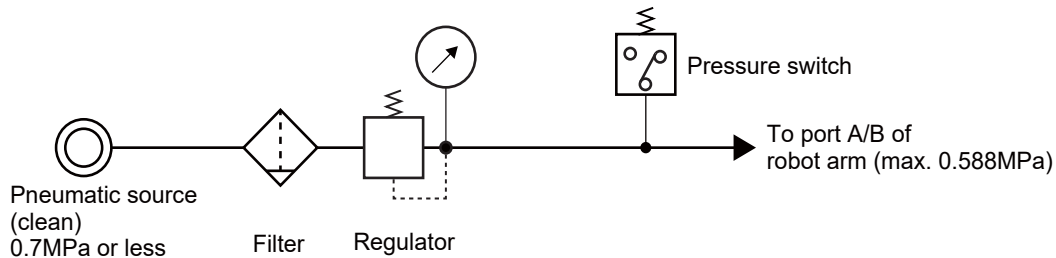 Pressure switch
To port A/B of
robot arm (max. 0.588MPa)
Pneumatic source
(clean)
0.7MPa or less
Filter
Regulator